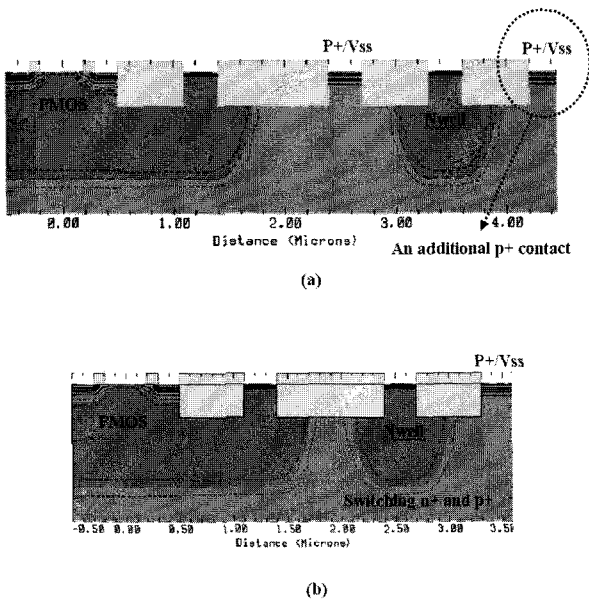 P+/Vss
P+/Vss
PMOS
Nwell
0.00 1.00 2.00 3.00 4.00
Distance (Microns)
An additional p+ contact
(a)
P+/Vss
PMOS
Nwell
Switching n+ and p+
-0.50 0.00 0.50 1.00 1.50 2.00 2.50 3.00 3.50
Distance (Microns)
(b)